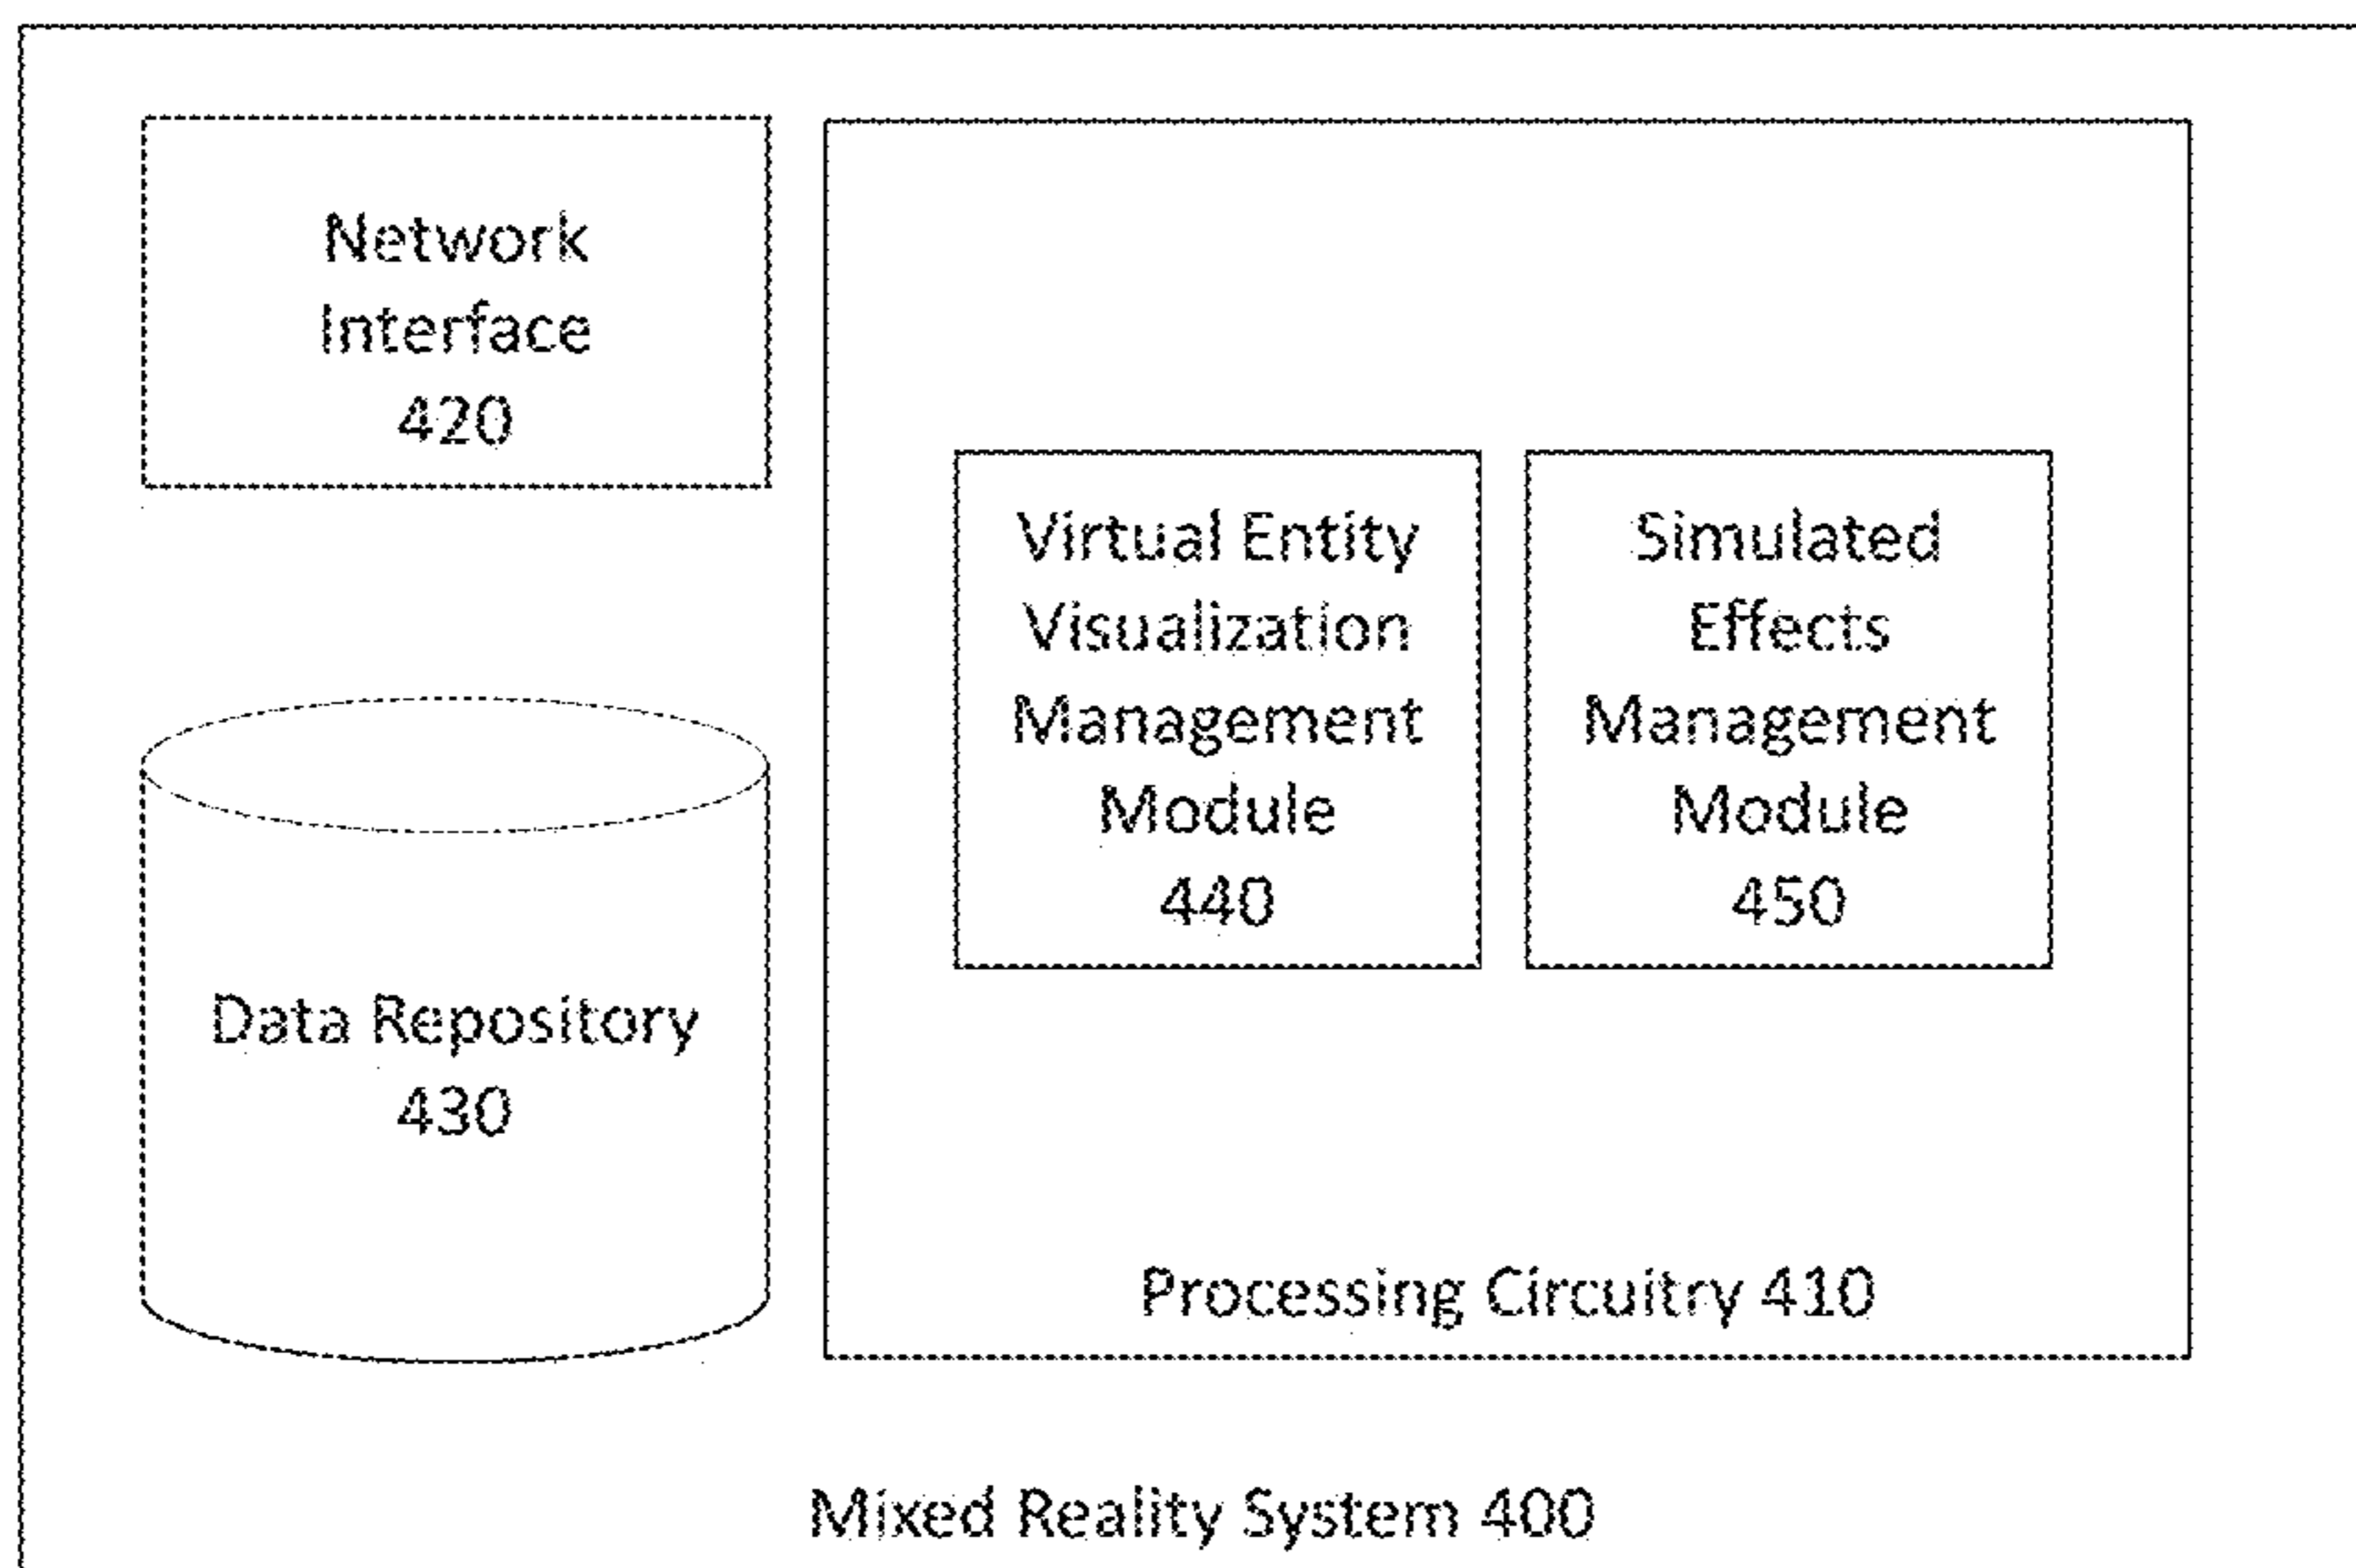 Network
Interface
420
Virtual Entity
Visualization
Management
Module
440
Simulated
Effects
Management
Module
450
Data Repository
430
Processing Circuitry 410
Mixed Reality System 400